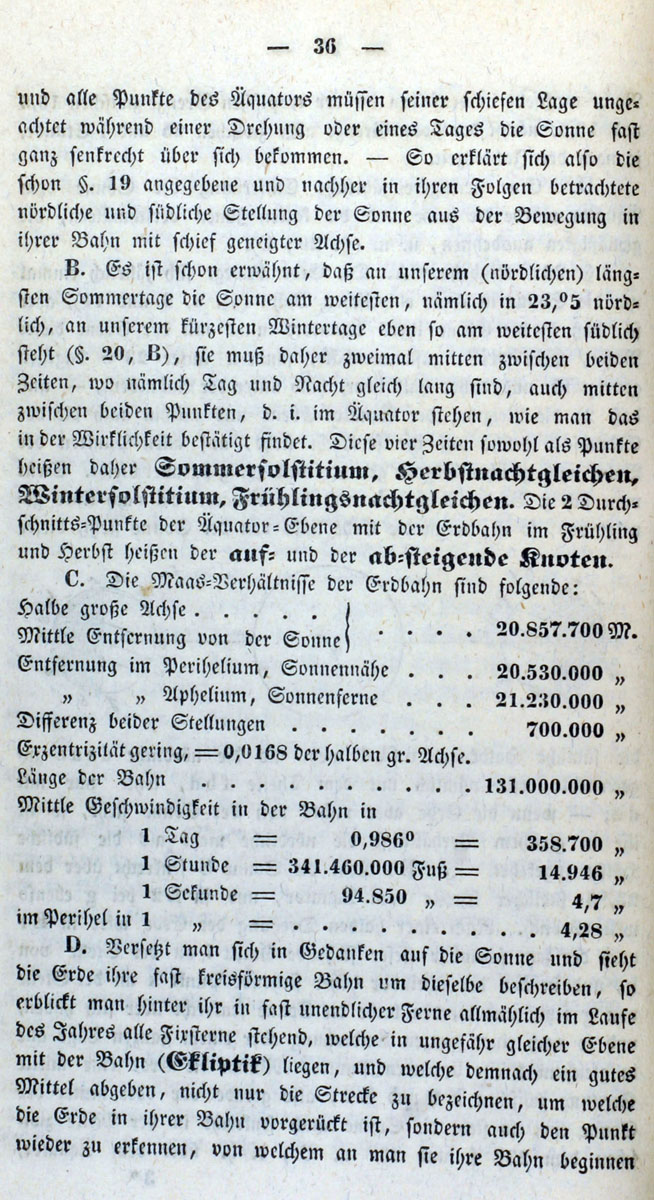 — 36 —
und alle Punkte des Äquators müssen seiner schiefen Lage unge=
achtet während einer Drehung oder eines Tages die Sonne fast
ganz senkrecht über sich bekommen. — So erklärt sich also die
schon §. 19 angegebene und nachher in ihren Folgen betrachtete
nördliche und südliche Stellung der Sonne aus der Bewegung in
ihrer Bahn mit schief geneigter Achse.
B. Es ist schon erwähnt, daß an unserem (nördlichen) läng=
sten Sommertage die Sonne am weitesten, nämlich in 23,⁰5 nörd=
lich, an unserem kürzesten Wintertage eben so am weitesten südlich
steht (§. 20, B), sie muß daher zweimal mitten zwischen beiden
Zeiten, wo nämlich Tag und Nacht gleich lang sind, auch mitten
zwischen beiden Punkten, d. i. im Äquator stehen, wie man das
in der Wirklichkeit bestätigt findet. Diese vier Zeiten sowohl als Punkte
heißen daher Sommersolstitium, Herbstnachtgleichen,
Wintersolstitium, Frühlingsnachtgleichen. Die 2 Durch=
schnitts=Punkte der Äquator=Ebene mit der Erdbahn im Frühling
und Herbst heißen der auf= und der ab=steigende Knoten.
C. Die Maas=Verhältnisse der Erdbahn sind folgende:
Halbe große Achse . . . . .
Mittle Entfernung von der Sonne } . . . . 20.857.700 M.
Entfernung im Perihelium, Sonnennähe . . . 20.530.000 „
„ „ Aphelium, Sonnenferne . . . . 21.230.000 „
Differenz beider Stellungen . . . . . . . 700.000 „
Exzentrizität gering, = 0,0168 der halben gr. Achse.
Länge der Bahn . . . . . . . . . . 131.000.000 „
Mittle Geschwindigkeit in der Bahn in
1 Tag = 0,986⁰ = 358.700 „
1 Stunde = 341.460.000 Fuß = 14.946 „
1 Sekunde = 94.850 „ = 4,7 „
im Perihel in 1 „ = . . . . . . . . . 4,28 „
D. Versetzt man sich in Gedanken auf die Sonne und sieht
die Erde ihre fast kreisförmige Bahn um dieselbe beschreiben, so
erblickt man hinter ihr in fast unendlicher Ferne allmählich im Laufe
des Jahres alle Fixsterne stehend, welche in ungefähr gleicher Ebene
mit der Bahn (Ekliptik) liegen, und welche demnach ein gutes
Mittel abgeben, nicht nur die Strecke zu bezeichnen, um welche
die Erde in ihrer Bahn vorgerückt ist, sondern auch den Punkt
wieder zu erkennen, von welchem an man sie ihre Bahn beginnen